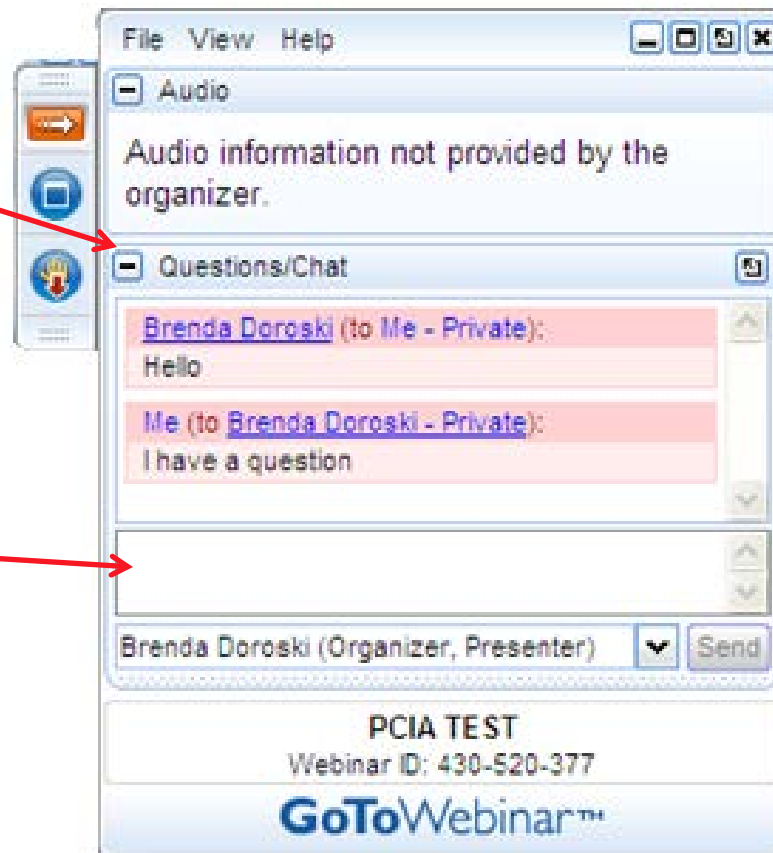 File View Help
Audio
Audio information not provided by the
organizer.
Questions/Chat
Brenda Doroski (to Me - Private):
Hello
Me (to Brenda Doroski - Private):
I have a question
Brenda Doroski (Organizer, Presenter)
Send
PCIA TEST
Webinar ID: 430-520-377
GoToWebinar™